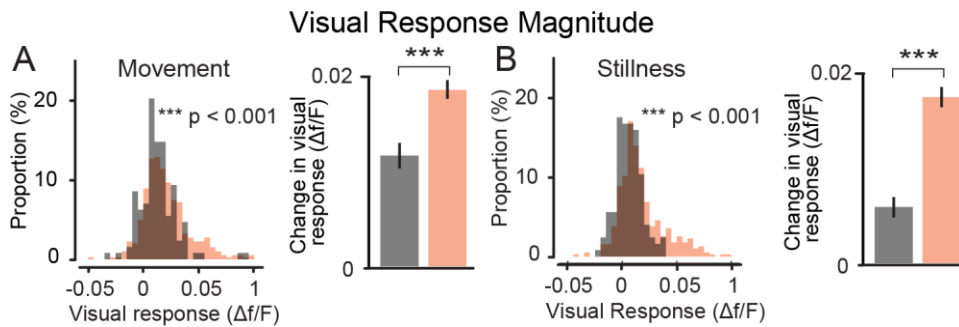 Visual Response Magnitude
A
Movement
*** p < 0.001
Proportion (%)
20
10
0
-0.05 0 0.05 1
Visual response (Δf/F)
***
0.02
Change in visual
response (Δf/F)
0
B
Stillness
*** p < 0.001
Proportion (%)
20
10
0
-0.05 0 0.05 1
Visual Response (Δf/F)
***
0.02
Change in visual
response (Δf/F)
0